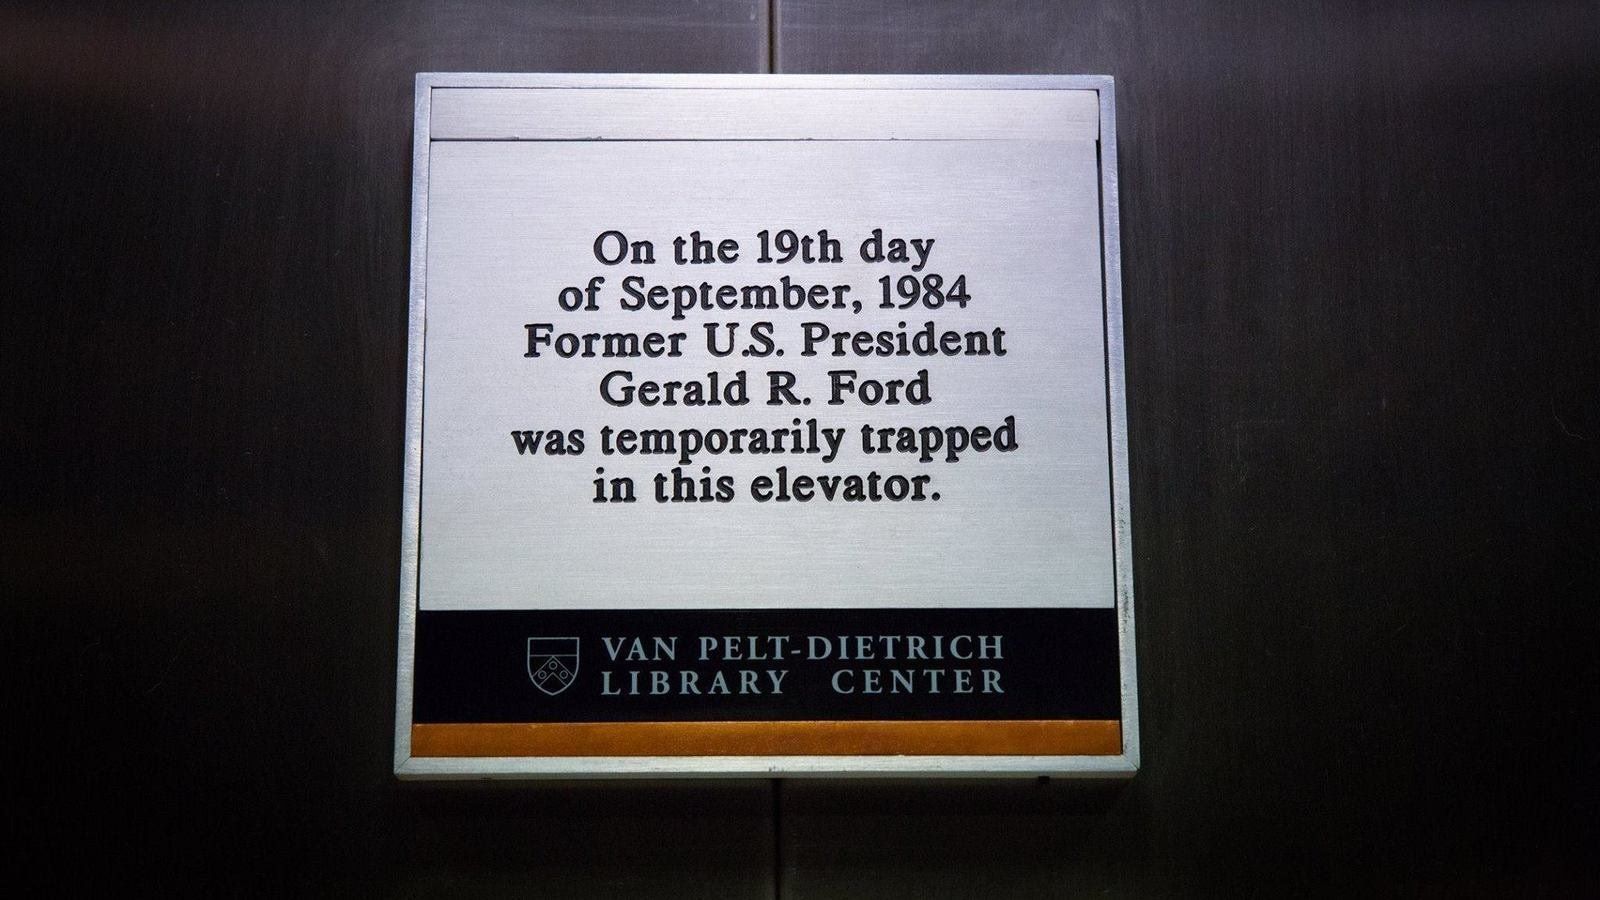 On the 19th day
of September, 1984
Former U.S. President
Gerald R. Ford
was temporarily trapped
in this elevator.
VAN PELT-DIETRICH
LIBRARY CENTER